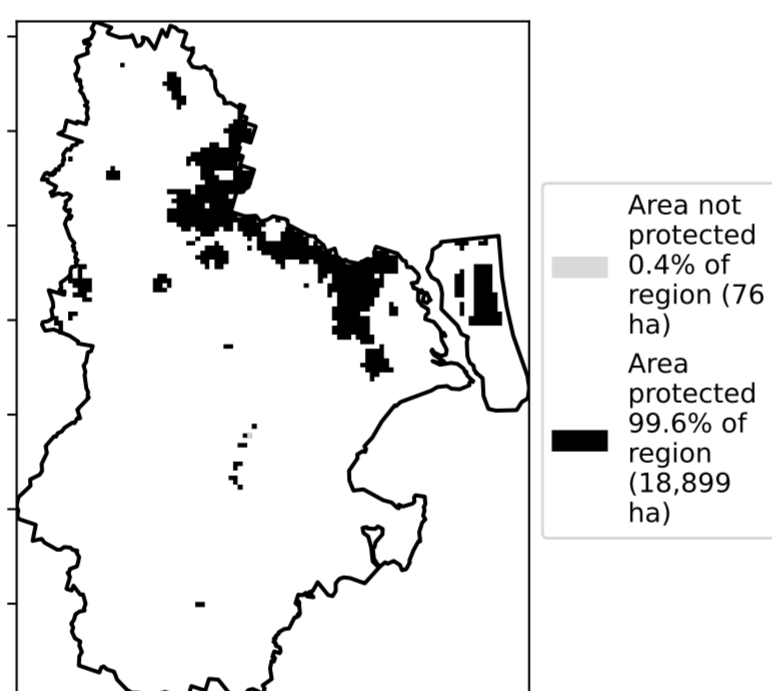 Area not
protected
0.4% of
region (76
ha)
Area
protected
99.6% of
region
(18,899
ha)